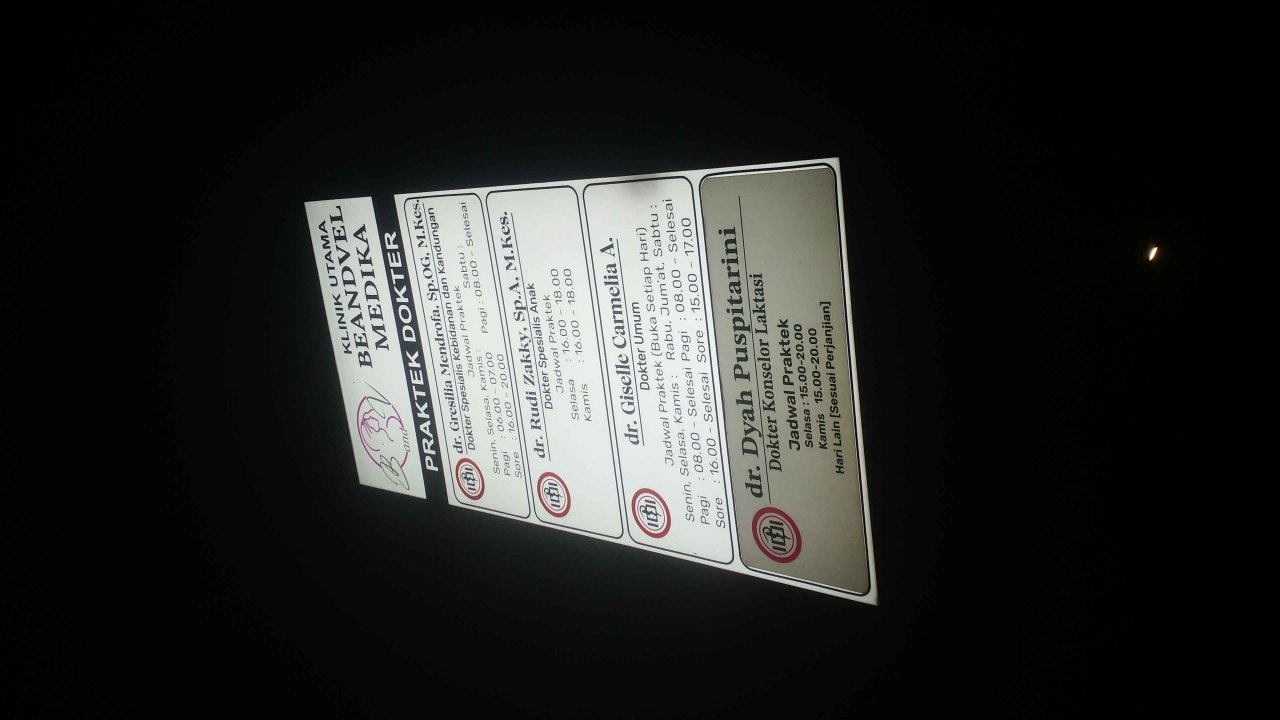 KLINIK UTAMA
BEANDVEL
MEDIKA
PRAKTEK DOKTER
dr. Gresilia Mendrofa, Sp.OG, M.Kes.
Dokter Spesialis Kebidanan dan Kandungan
Jadwal Praktek
Senin, Selasa, Kamis : Sabtu :
Pagi : 06.00 - 07.00 Pagi : 08.00 - Selesai
Sore : 16.00 - 20.00
dr. Rudi Zakky, Sp.A, M.Kes.
Dokter Spesialis Anak
Jadwal Praktek
Selasa : 16.00 - 18.00
Kamis : 16.00 - 18.00
dr. Giselle Carmelia A.
Dokter Umum
Jadwal Praktek (Buka Setiap Hari)
Senin, Selasa, Kamis : Rabu, Jum'at, Sabtu :
Pagi : 08.00 - Selesai Pagi : 08.00 - Selesai
Sore : 16.00 - Selesai Sore : 15.00 - 17.00
dr. Dyah Puspitarini
Dokter Konselor Laktasi
Jadwal Praktek
Selasa : 15.00-20.00
Kamis 15.00-20.00
Hari Lain [Sesuai Perjanjian]